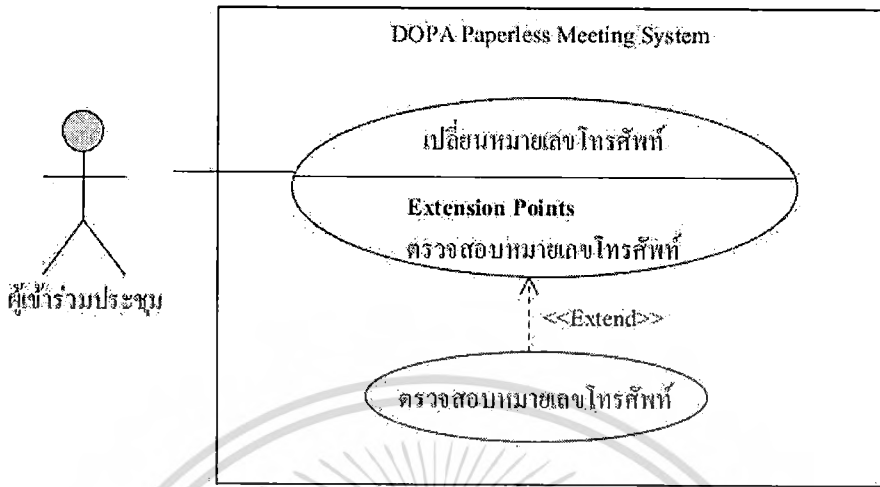 DOPA Paperless Meeting System
เปลี่ยนหมายเลขโทรศัพท์
Extension Points
ตรวจสอบหมายเลขโทรศัพท์
ผู้เข้าร่วมประชุม
<<Extend>>
ตรวจสอบหมายเลขโทรศัพท์